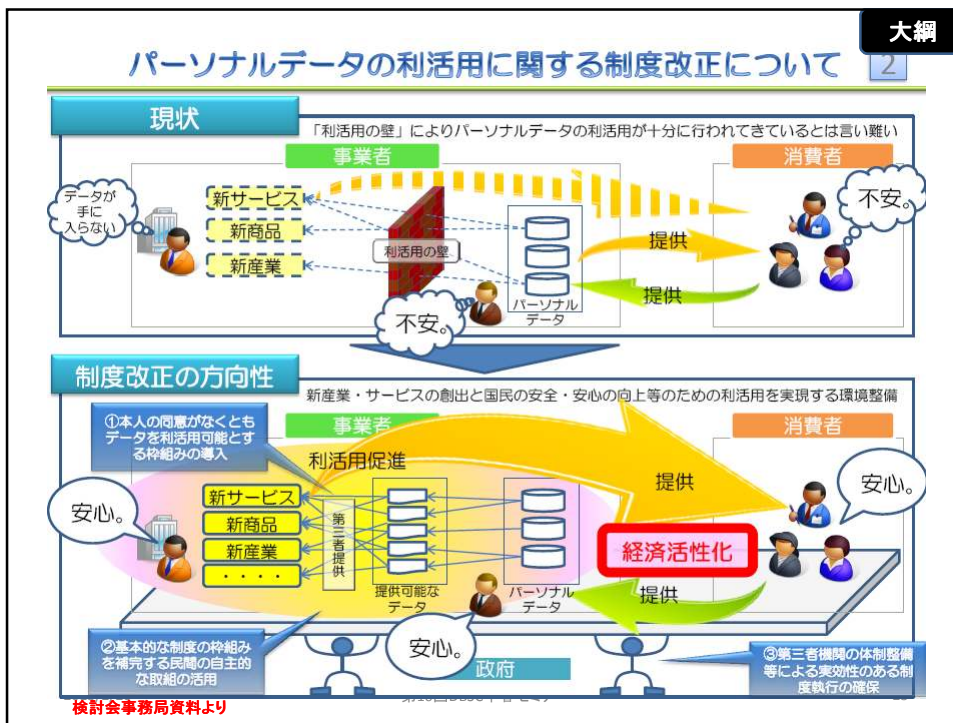 大綱
パーソナルデータの利活用に関する制度改正について
2
現状
「利活用の壁」によりパーソナルデータの利活用が十分に行われてきているとは言い難い
事業者
消費者
データが
手に
入らない
新サービス
新商品
新産業
利活用の壁
不安。
パーソナル
データ
提供
提供
不安。
制度改正の方向性
新産業・サービスの創出と国民の安全・安心の向上等のための利活用を実現する環境整備
①本人の同意がなくとも
データを利活用可能とす
る枠組みの導入
事業者
消費者
利活用促進
安心。
新サービス
新商品
新産業
・・・・
第三者提供
提供可能な
データ
パーソナル
データ
安心。
提供
経済活性化
提供
安心。
②基本的な制度の枠組み
を補完する民間の自主的
な取組の活用
政府
③第三者機関の体制整備
等による実効性のある制
度執行の確保
検討会事務局資料より